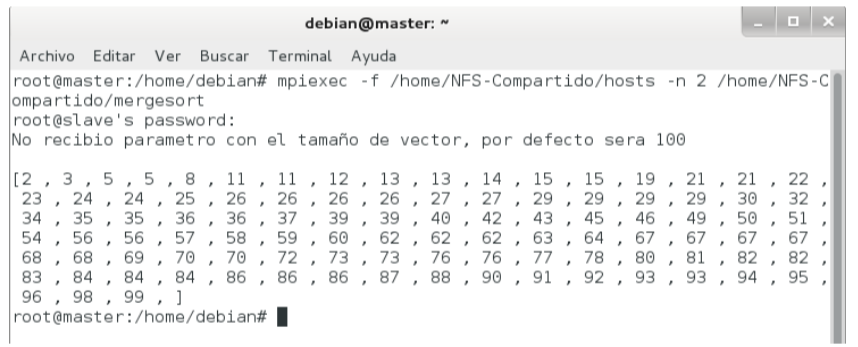 debian@master: ~
Archivo Editar Ver Buscar Terminal Ayuda
root@master:/home/debian# mpiexec -f /home/NFS-Compartido/hosts -n 2 /home/NFS-C
ompartido/mergesort
root@slave's password:
No recibio parametro con el tamaño de vector, por defecto sera 100
[2 , 3 , 5 , 5 , 8 , 11 , 11 , 12 , 13 , 13 , 14 , 15 , 15 , 19 , 21 , 21 , 22 ,
23 , 24 , 24 , 25 , 26 , 26 , 26 , 26 , 27 , 27 , 29 , 29 , 29 , 29 , 30 , 32 ,
34 , 35 , 35 , 36 , 36 , 37 , 39 , 39 , 40 , 42 , 43 , 45 , 46 , 49 , 50 , 51 ,
54 , 56 , 56 , 57 , 58 , 59 , 60 , 62 , 62 , 62 , 63 , 64 , 67 , 67 , 67 , 67 ,
68 , 68 , 69 , 70 , 70 , 72 , 73 , 73 , 76 , 76 , 77 , 78 , 80 , 81 , 82 , 82 ,
83 , 84 , 84 , 84 , 86 , 86 , 86 , 87 , 88 , 90 , 91 , 92 , 93 , 93 , 94 , 95 ,
96 , 98 , 99 , ]
root@master:/home/debian#